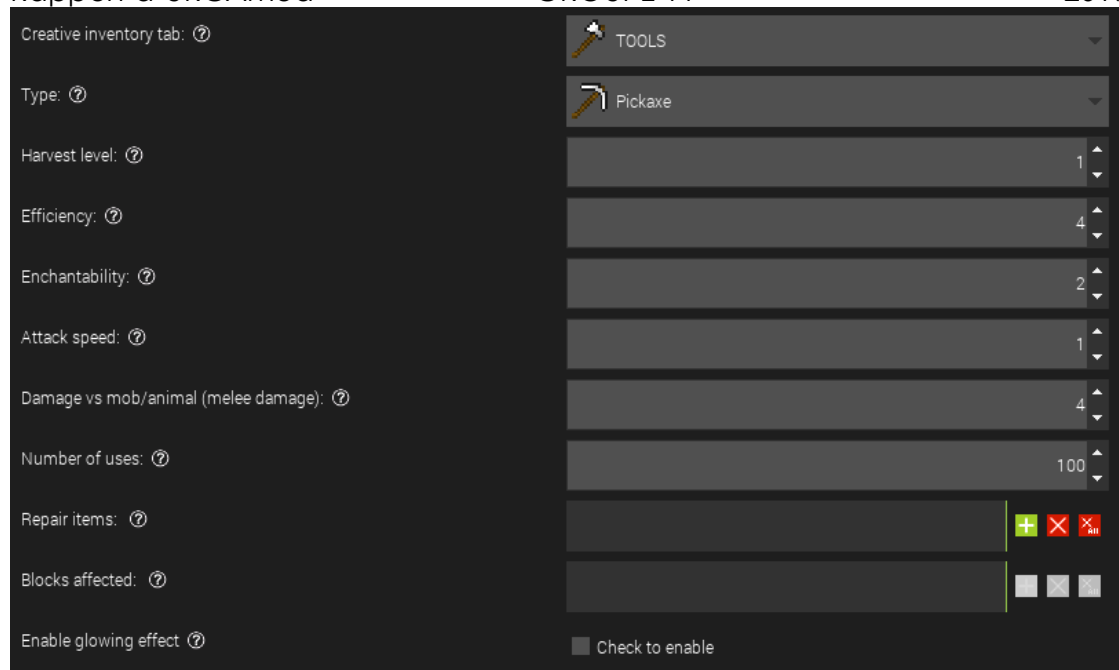 Creative inventory tab: ?
TOOLS
Type: ?
Pickaxe
Harvest level: ?
1
Efficiency: ?
4
Enchantability: ?
2
Attack speed: ?
1
Damage vs mob/animal (melee damage): ?
4
Number of uses: ?
100
Repair items: ?
Blocks affected: ?
Enable glowing effect ?
Check to enable